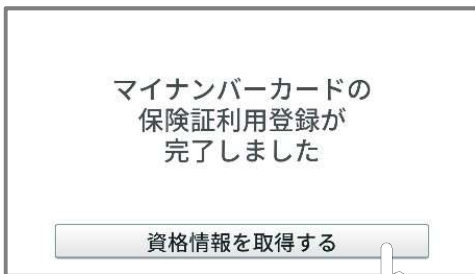 マイナンバーカードの
保険証利用登録が
完了しました
資格情報を取得する